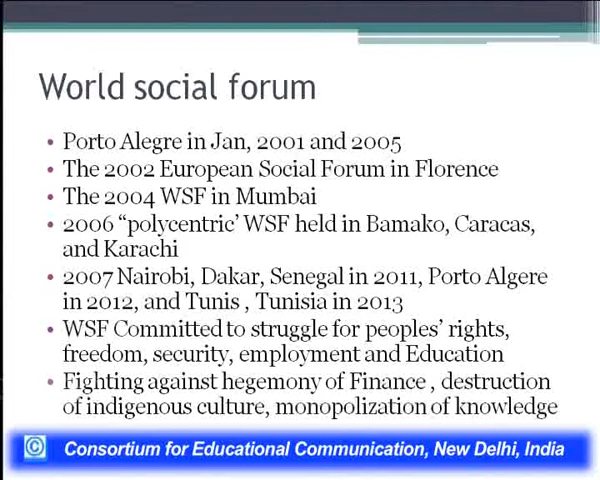 World social forum
• Porto Alegre in Jan, 2001 and 2005
• The 2002 European Social Forum in Florence
• The 2004 WSF in Mumbai
• 2006 “polycentric’ WSF held in Bamako, Caracas,
and Karachi
• 2007 Nairobi, Dakar, Senegal in 2011, Porto Algere
in 2012, and Tunis , Tunisia in 2013
• WSF Committed to struggle for peoples’ rights,
freedom, security, employment and Education
• Fighting against hegemony of Finance , destruction
of indigenous culture, monopolization of knowledge
© Consortium for Educational Communication, New Delhi, India